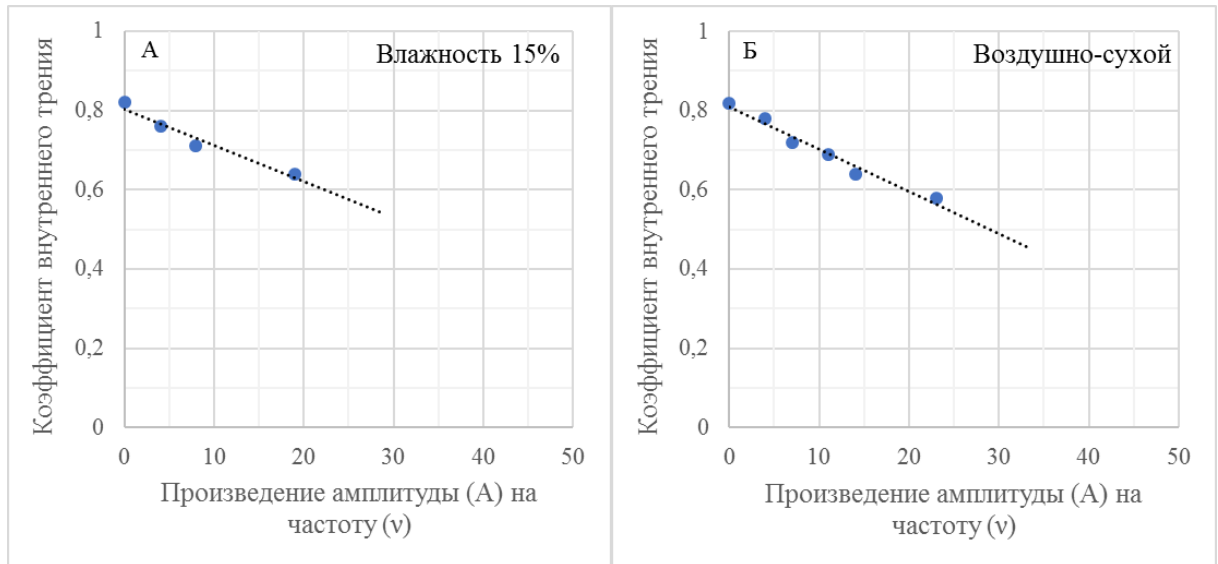 Коэффициент внутреннего трения
1
0,8
0,6
0,4
0,2
0
А
Влажность 15%
0 10 20 30 40 50
Произведение амплитуды (А) на
частоту (ν)
Коэффициент внутреннего трения
1
0,8
0,6
0,4
0,2
0
Б
Воздушно-сухой
0 10 20 30 40 50
Произведение амплитуды (А) на
частоту (ν)